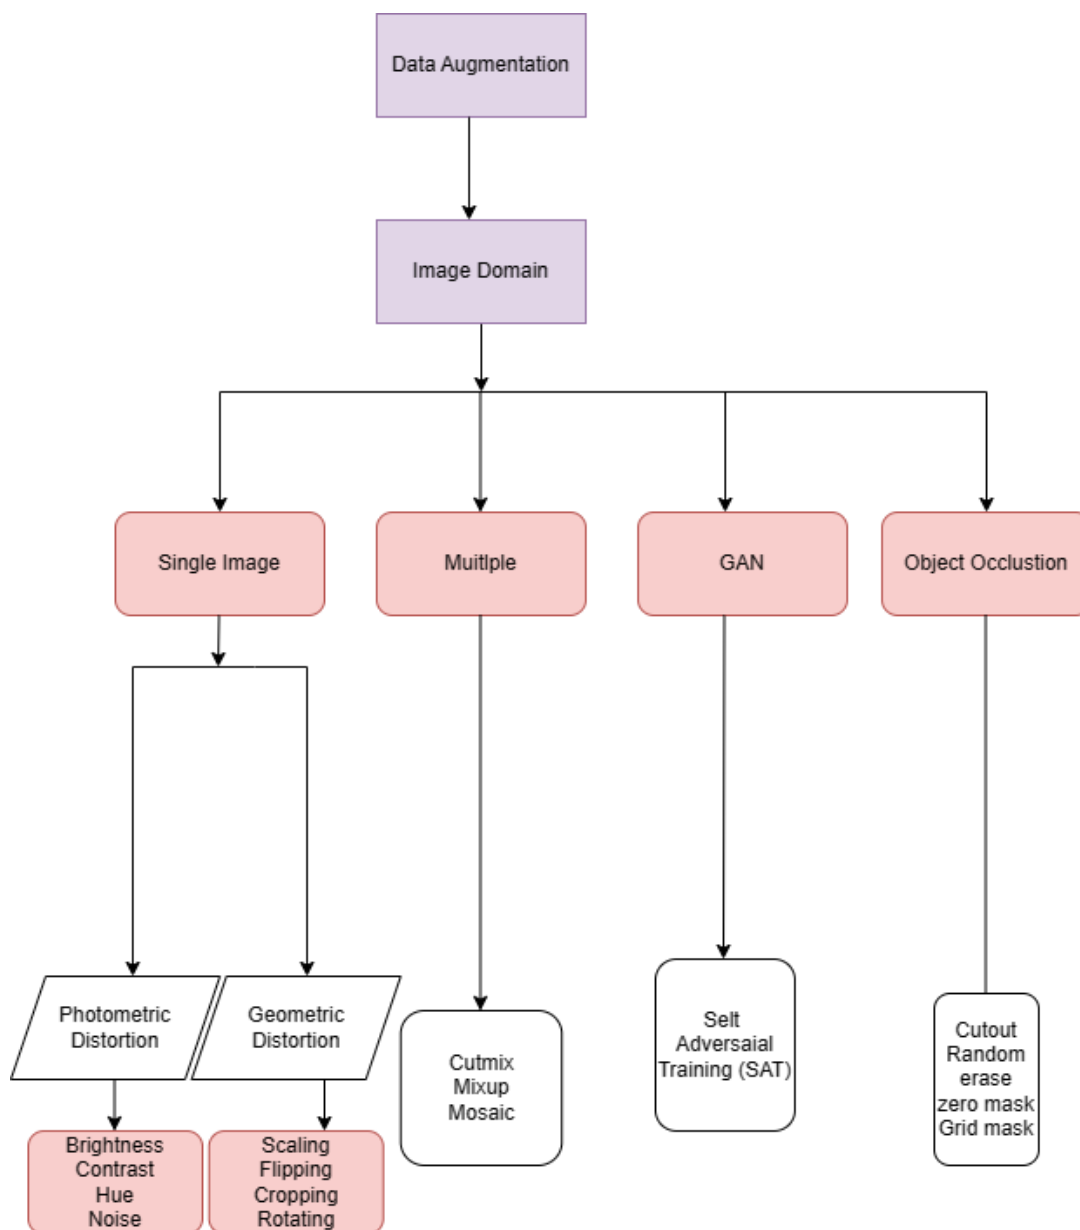 Data Augmentation
Image Domain
Single Image
Muitlple
GAN
Object Occlustion
Photometric
Distortion
Geometric
Distortion
Brightness
Contrast
Hue
Noise
Scaling
Flipping
Cropping
Rotating
Cutmix
Mixup
Mosaic
Selt
Adversaial
Training (SAT)
Cutout
Random
erase
zero mask
Grid mask